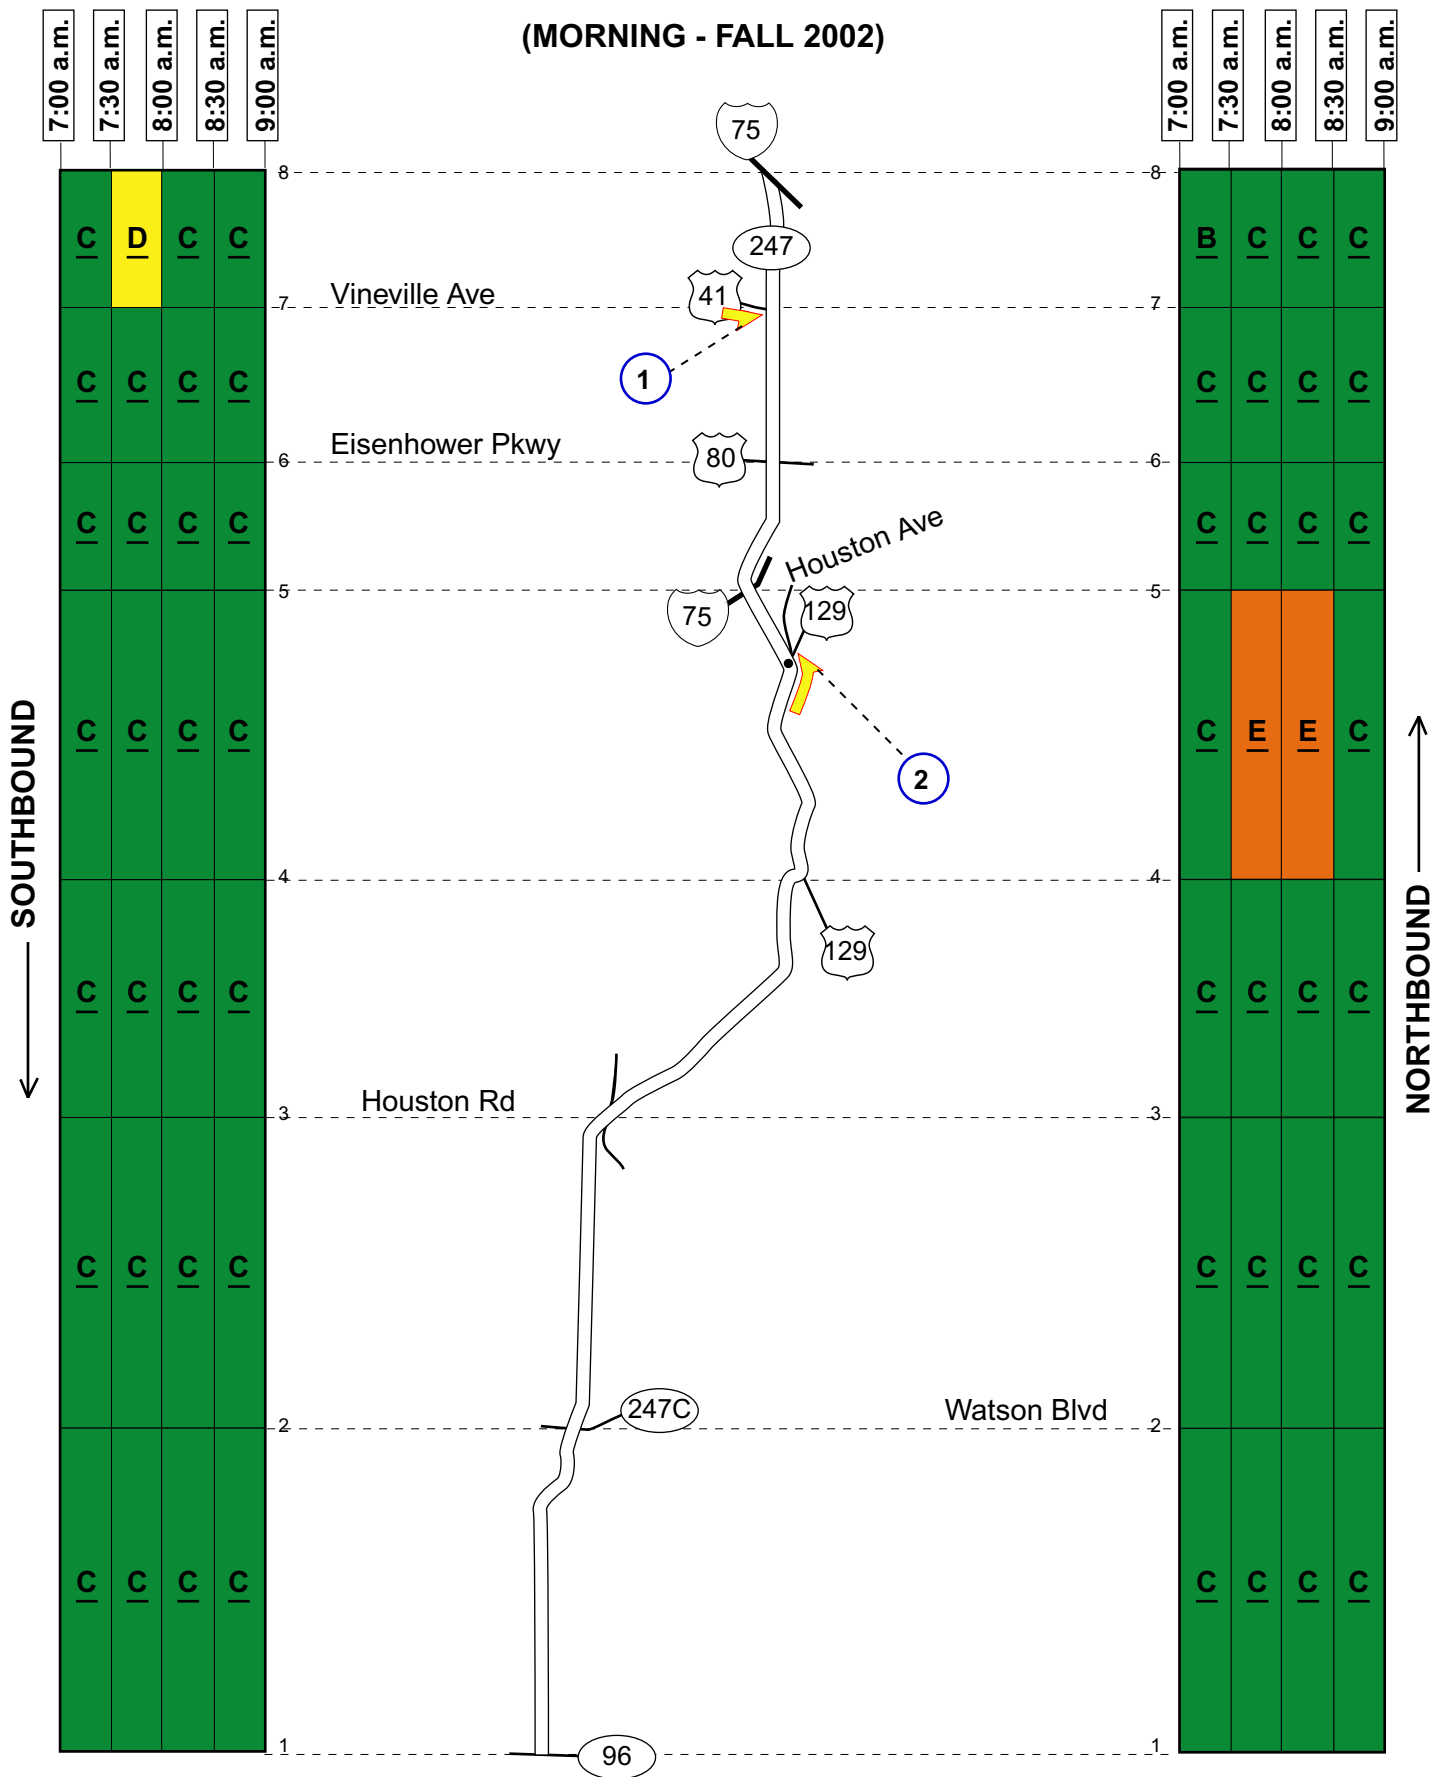 (MORNING - FALL 2002)
7:00 a.m.
7:30 a.m.
8:00 a.m.
8:30 a.m.
9:00 a.m.
7:00 a.m.
7:30 a.m.
8:00 a.m.
8:30 a.m.
9:00 a.m.
75
8
8
C D C C
247
B C C C
Vineville Ave
41
7
7
1
C C C C
C C C C
Eisenhower Pkwy
80
6
6
C C C C
Houston Ave
C C C C
5
5
75
129
C C C C
C E E C
2
SOUTHBOUND
NORTHBOUND
4
4
129
C C C C
C C C C
Houston Rd
3
3
C C C C
C C C C
247C
Watson Blvd
2
2
C C C C
C C C C
1
1
96